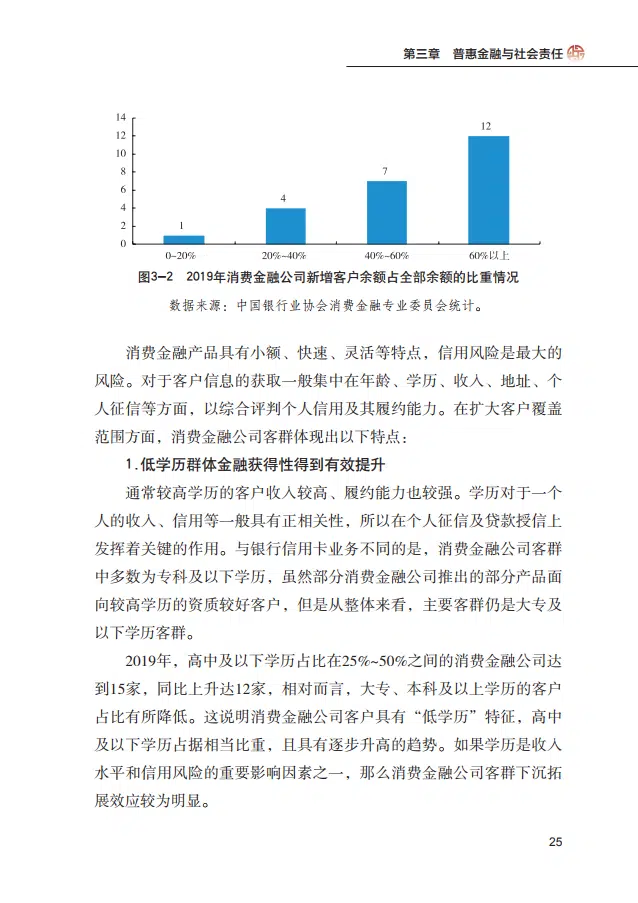 第三章 普惠金融与社会责任
14
12
10
8
6
4
2
0
1
4
7
12
0~20%
20%~40%
40%~60%
60%以上
图3-2 2019年消费金融公司新增客户余额占全部余额的比重情况
数据来源：中国银行业协会消费金融专业委员会统计。
消费金融产品具有小额、快速、灵活等特点，信用风险是最大的
风险。对于客户信息的获取一般集中在年龄、学历、收入、地址、个
人征信等方面，以综合评判个人信用及其履约能力。在扩大客户覆盖
范围方面，消费金融公司客群体现出以下特点：
1.低学历群体金融获得性得到有效提升
通常较高学历的客户收入较高、履约能力也较强。学历对于一个
人的收入、信用等一般具有正相关性，所以在个人征信及贷款授信上
发挥着关键的作用。与银行信用卡业务不同的是，消费金融公司客群
中多数为专科及以下学历，虽然部分消费金融公司推出的部分产品面
向较高学历的资质较好客户，但是从整体来看，主要客群仍是大专及
以下学历客群。
2019年，高中及以下学历占比在25%~50%之间的消费金融公司达
到15家，同比上升达12家，相对而言，大专、本科及以上学历的客户
占比有所降低。这说明消费金融公司客户具有“低学历”特征，高中
及以下学历占据相当比重，且具有逐步升高的趋势。如果学历是收入
水平和信用风险的重要影响因素之一，那么消费金融公司客群下沉拓
展效应较为明显。
25